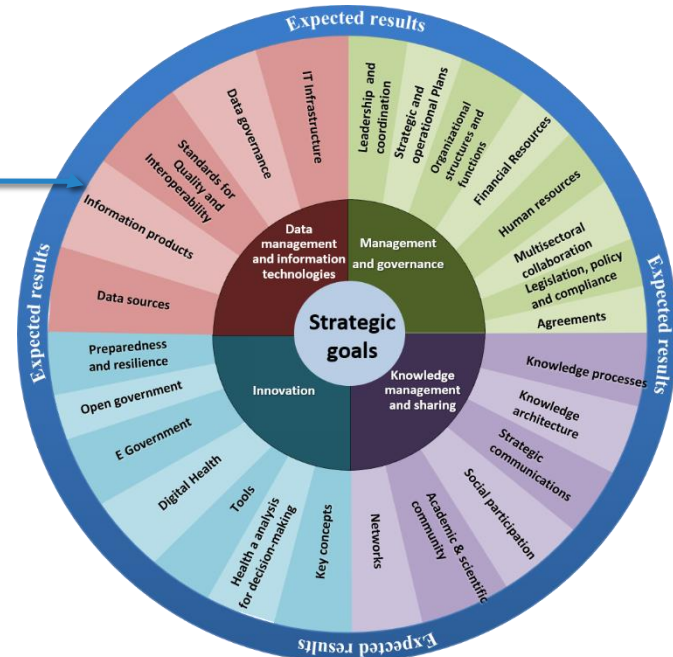 Expected results
IT Infrastructure
Data governance
Standards for
Quality and
Interoperability
Information products
Data sources
Leadership and
coordination
Strategic and
operational Plans
Organizational
structures and
functions
Financial Resources
Human resources
Multisectoral
collaboration
Legislation, policy
and compliance
Agreements
Data
management
and information
technologies
Management
and governance
Strategic
goals
Innovation
Knowledge
management
and sharing
Expected results
Expected results
Preparedness
and resilience
Open government
E Government
Digital Health
Tools
Health a analysis
for decision-making
Key concepts
Knowledge processes
Knowledge
architecture
Strategic
communications
Social participation
Academic & scientific
community
Networks
Expected results